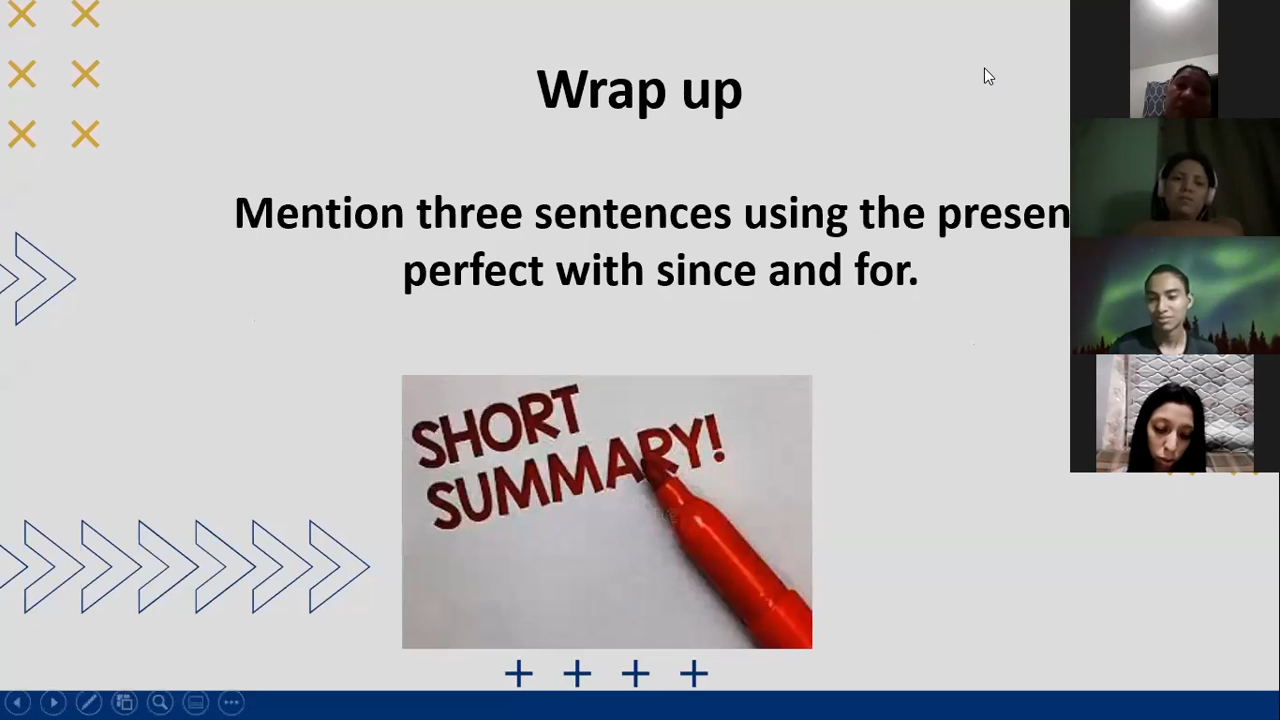 Wrap up
Mention three sentences using the presen
perfect with since and for.
SHORT
SUMMARY!